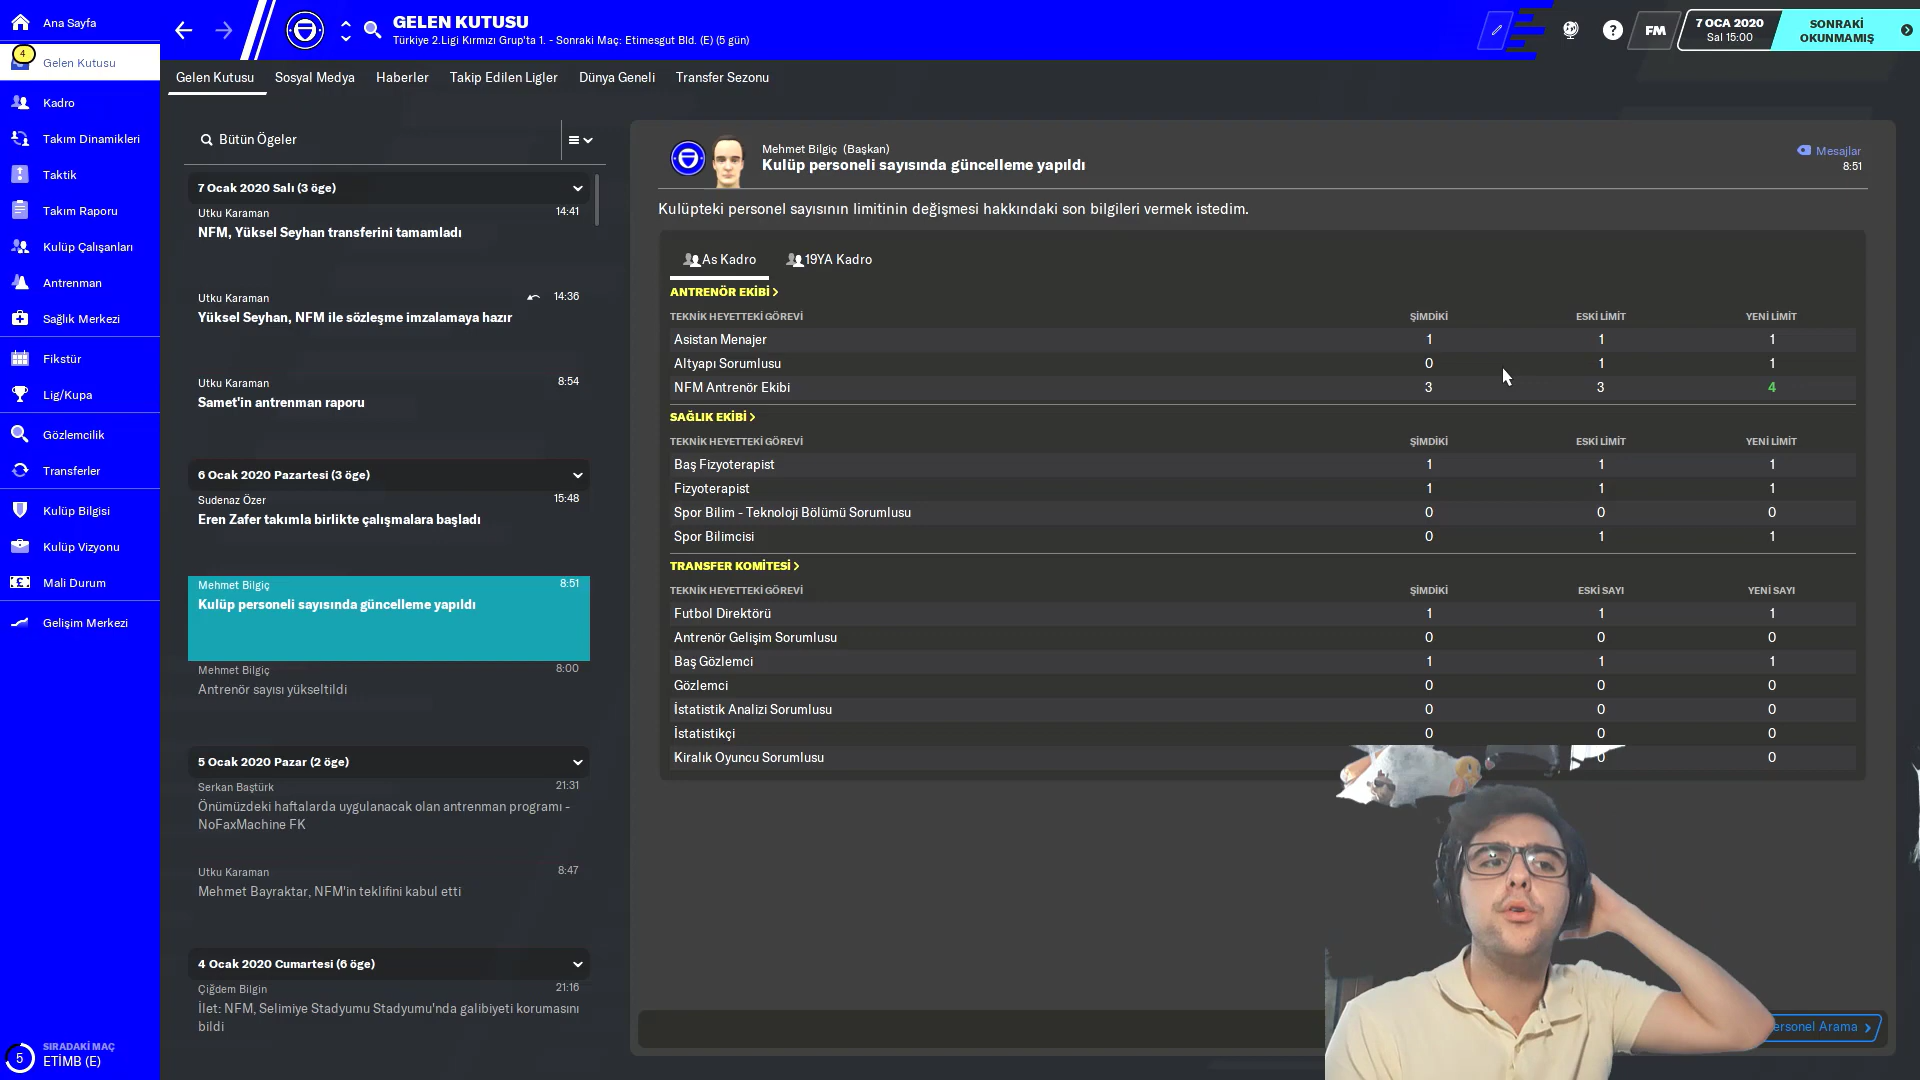 Ana Sayfa
4
Gelen Kutusu
Kadro
Takım Dinamikleri
Taktik
Takım Raporu
Kulüp Çalışanları
Antrenman
Sağlık Merkezi
Fikstür
Lig/Kupa
Gözlemcilik
Transferler
Kulüp Bilgisi
Kulüp Vizyonu
Mali Durum
Gelişim Merkezi
5
SIRADAKİ MAÇ
ETİMB (E)
GELEN KUTUSU
Türkiye 2.Ligi Kırmızı Grup'ta 1. - Sonraki Maç: Etimesgut Bld. (E) (5 gün)
?
FM
7 OCA 2020
Sal 15:00
SONRAKİ
OKUNMAMIŞ
Gelen Kutusu Sosyal Medya Haberler Takip Edilen Ligler Dünya Geneli Transfer Sezonu
Bütün Ögeler
7 Ocak 2020 Salı (3 öge)
Utku Karaman 14:41
NFM, Yüksel Seyhan transferini tamamladı
Utku Karaman 14:36
Yüksel Seyhan, NFM ile sözleşme imzalamaya hazır
Utku Karaman 8:54
Samet'in antrenman raporu
6 Ocak 2020 Pazartesi (3 öge)
Sudenaz Özer 15:48
Eren Zafer takımla birlikte çalışmalara başladı
Mehmet Bilgiç 8:51
Kulüp personeli sayısında güncelleme yapıldı
Mehmet Bilgiç 8:00
Antrenör sayısı yükseltildi
5 Ocak 2020 Pazar (2 öge)
Serkan Baştürk 21:31
Önümüzdeki haftalarda uygulanacak olan antrenman programı -
NoFaxMachine FK
Utku Karaman 8:47
Mehmet Bayraktar, NFM'in teklifini kabul etti
4 Ocak 2020 Cumartesi (6 öge)
Çiğdem Bilgin 21:16
İlet: NFM, Selimiye Stadyumu Stadyumu'nda galibiyeti korumasını
bildi
Mehmet Bilgiç (Başkan)
Kulüp personeli sayısında güncelleme yapıldı
Mesajlar
8:51
Kulüpteki personel sayısının limitinin değişmesi hakkındaki son bilgileri vermek istedim.
As Kadro 19YA Kadro
ANTRENÖR EKİBİ >
TEKNİK HEYETTEKİ GÖREVİ ŞİMDİKİ ESKİ LİMİT YENİ LİMİT
Asistan Menajer 1 1 1
Altyapı Sorumlusu 0 1 1
NFM Antrenör Ekibi 3 3 4
SAĞLIK EKİBİ >
TEKNİK HEYETTEKİ GÖREVİ ŞİMDİKİ ESKİ LİMİT YENİ LİMİT
Baş Fizyoterapist 1 1 1
Fizyoterapist 1 1 1
Spor Bilim - Teknoloji Bölümü Sorumlusu 0 0 0
Spor Bilimcisi 0 1 1
TRANSFER KOMİTESİ >
TEKNİK HEYETTEKİ GÖREVİ ŞİMDİKİ ESKİ SAYI YENİ SAYI
Futbol Direktörü 1 1 1
Antrenör Gelişim Sorumlusu 0 0 0
Baş Gözlemci 1 1 1
Gözlemci 0 0 0
İstatistik Analizi Sorumlusu 0 0 0
İstatistikçi 0 0 0
Kiralık Oyuncu Sorumlusu 0 0
ersonel Arama >